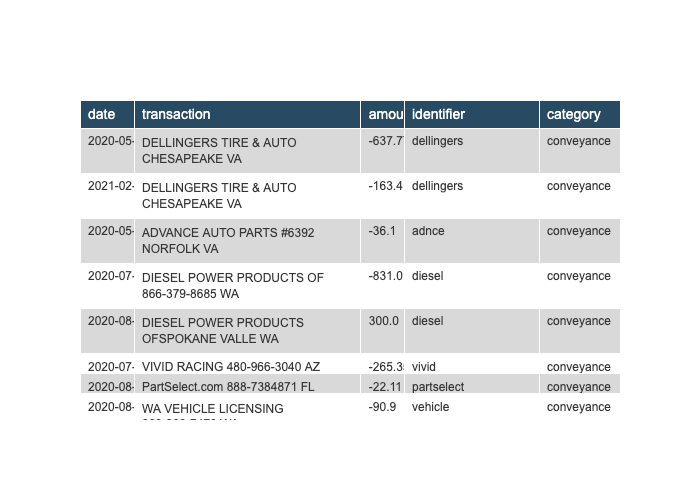 date transaction amou identifier category
2020-05- DELLINGERS TIRE & AUTO -637.7 dellingers conveyance
CHESAPEAKE VA
2021-02- DELLINGERS TIRE & AUTO -163.4 dellingers conveyance
CHESAPEAKE VA
2020-05- ADVANCE AUTO PARTS #6392 -36.1 adnce conveyance
NORFOLK VA
2020-07- DIESEL POWER PRODUCTS OF -831.0 diesel conveyance
866-379-8685 WA
2020-08- DIESEL POWER PRODUCTS 300.0 diesel conveyance
OFSPOKANE VALLE WA
2020-07- VIVID RACING 480-966-3040 AZ -265.3 vivid conveyance
2020-08- PartSelect.com 888-7384871 FL -22.11 partselect conveyance
2020-08- WA VEHICLE LICENSING -90.9 vehicle conveyance